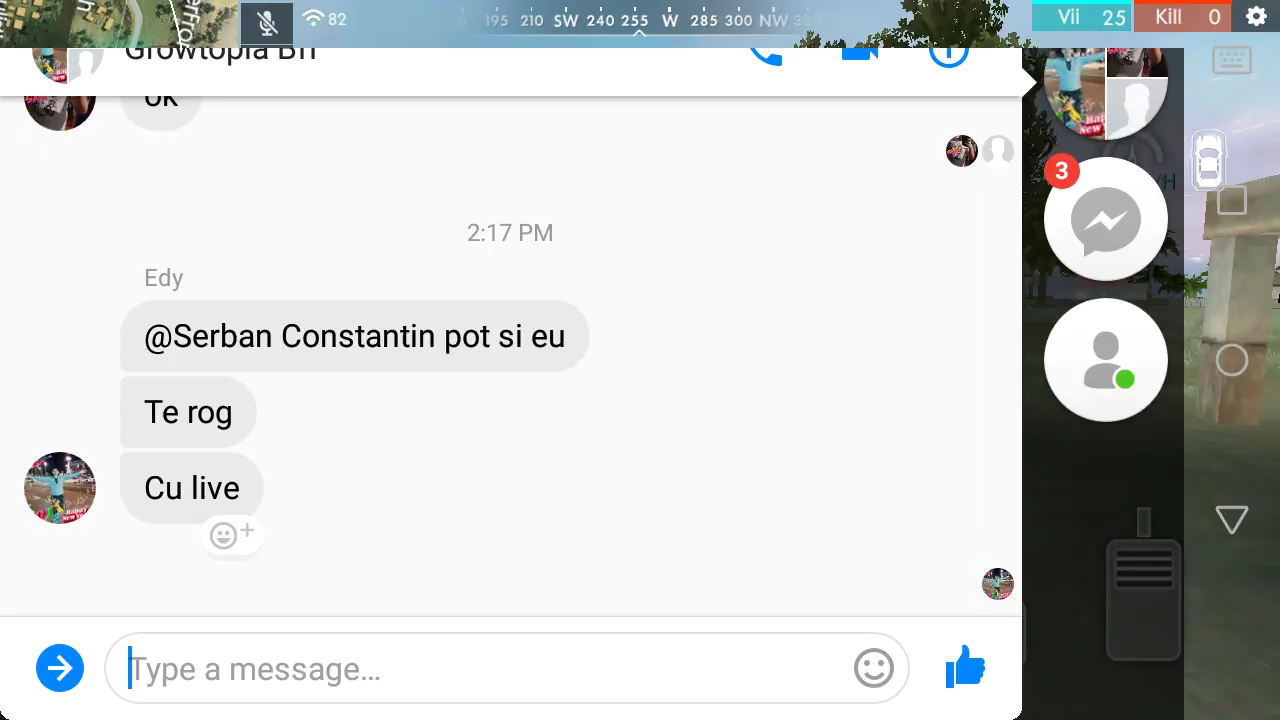 82
195 210 SW 240 255 W 285 300 NW
Vii 25 Kill 0
Growtopia Bn
ok
3
2:17 PM
Edy
@Serban Constantin pot si eu
Te rog
Cu live
Type a message...